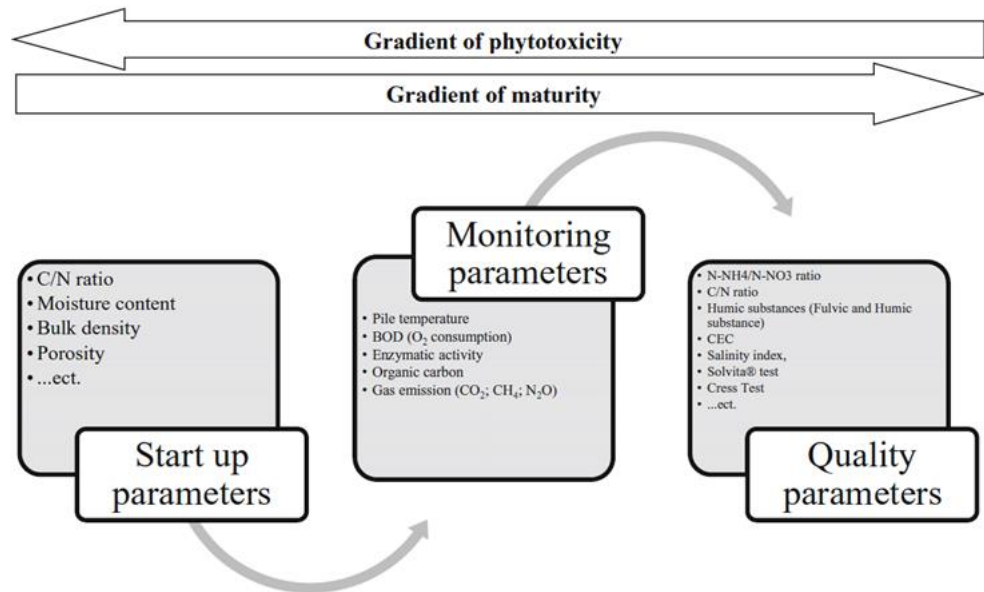 Gradient of phytotoxicity
Gradient of maturity
• C/N ratio
• Moisture content
• Bulk density
• Porosity
• ...ect.
Start up
parameters
Monitoring
parameters
• Pile temperature
• BOD (O₂ consumption)
• Enzymatic activity
• Organic carbon
• Gas emission (CO₂; CH₄; N₂O)
• N-NH4/N-NO3 ratio
• C/N ratio
• Humic substances (Fulvic and Humic
substance)
• CEC
• Salinity index,
• Solvita® test
• Cress Test
• ...ect.
Quality
parameters